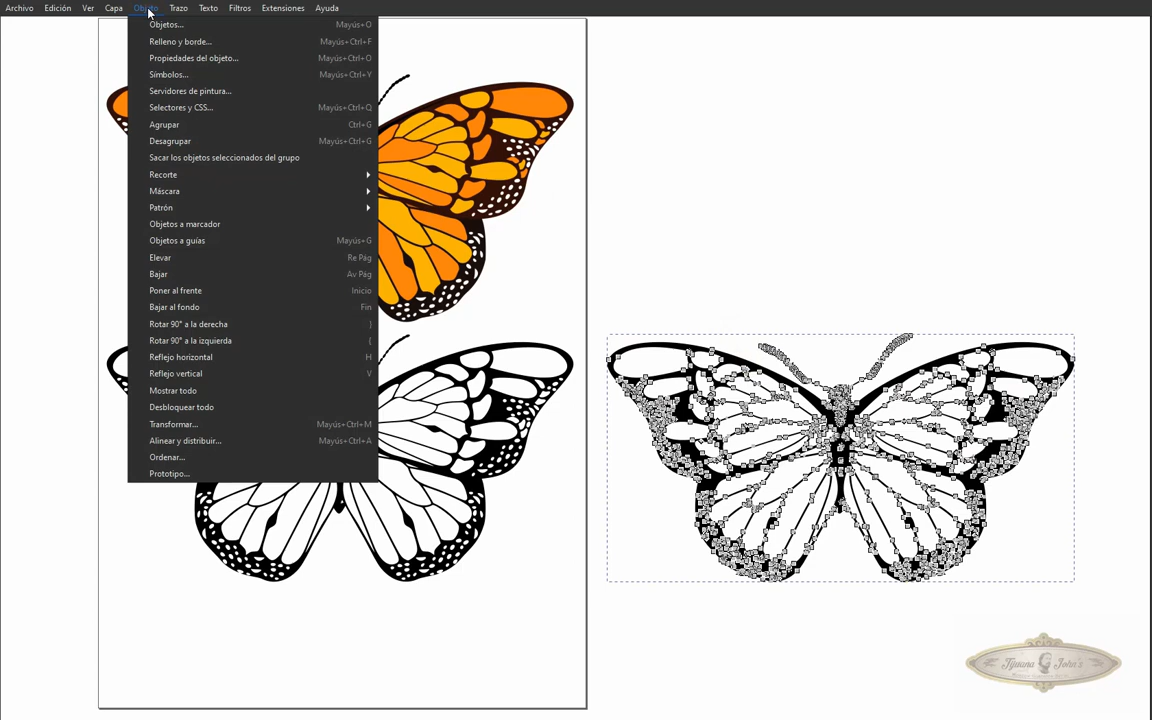 Archivo Edición Ver Capa Objeto Trazo Texto Filtros Extensiones Ayuda
Objetos... Mayús+O
Relleno y borde... Mayús+Ctrl+F
Propiedades del objeto... Mayús+Ctrl+O
Símbolos... Mayús+Ctrl+Y
Servidores de pintura...
Selectores y CSS... Mayús+Ctrl+Q
Agrupar Ctrl+G
Desagrupar Mayús+Ctrl+G
Sacar los objetos seleccionados del grupo
Recorte
Máscara
Patrón
Objetos a marcador
Objetos a guías Mayús+G
Elevar Re Pág
Bajar Av Pág
Poner al frente Inicio
Bajar al fondo Fin
Rotar 90° a la derecha }
Rotar 90° a la izquierda {
Reflejo horizontal H
Reflejo vertical V
Mostrar todo
Desbloquear todo
Transformar... Mayús+Ctrl+M
Alinear y distribuir... Mayús+Ctrl+A
Ordenar...
Prototipo...
Tijuana John's